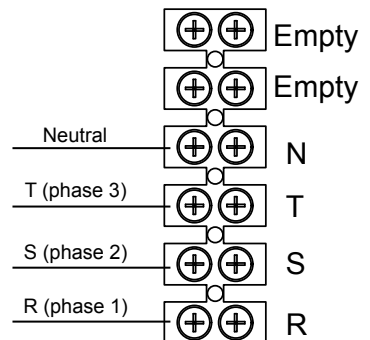 Empty
Empty
Neutral N
T (phase 3) T
S (phase 2) S
R (phase 1) R